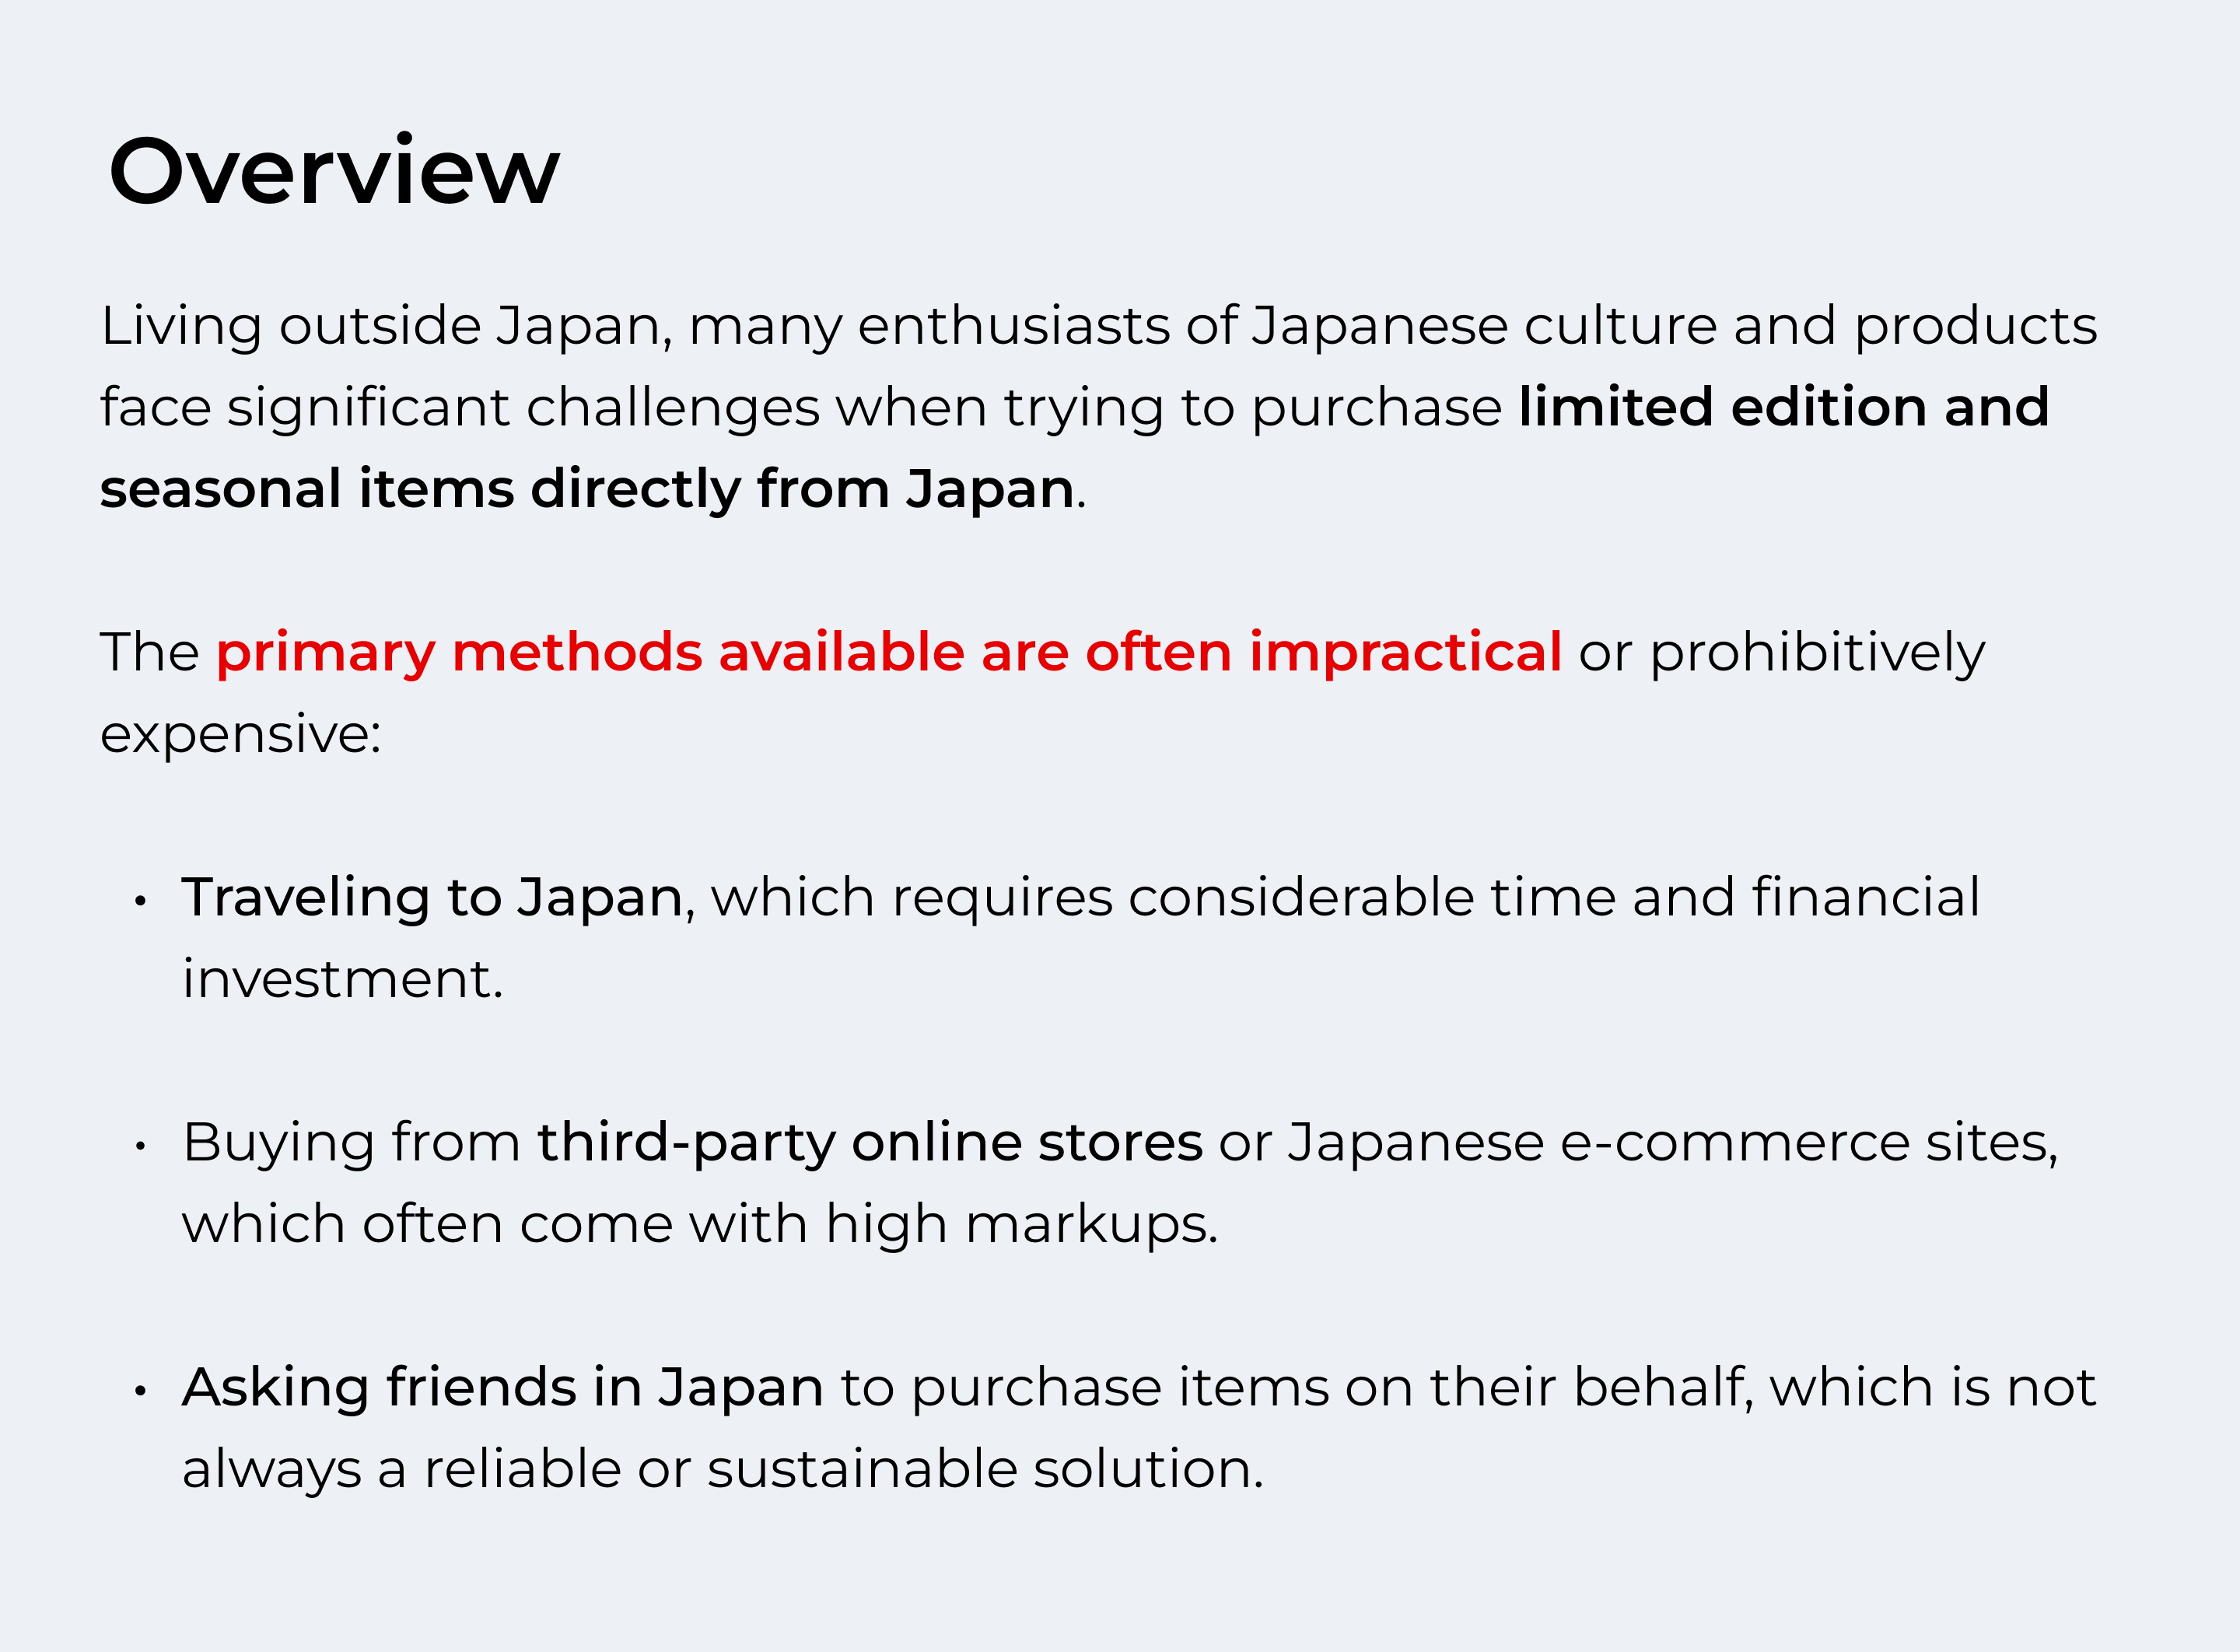 Overview
Living outside Japan, many enthusiasts of Japanese culture and products
face significant challenges when trying to purchase limited edition and
seasonal items directly from Japan.
The primary methods available are often impractical or prohibitively
expensive:
• Traveling to Japan, which requires considerable time and financial
investment.
• Buying from third-party online stores or Japanese e-commerce sites,
which often come with high markups.
• Asking friends in Japan to purchase items on their behalf, which is not
always a reliable or sustainable solution.